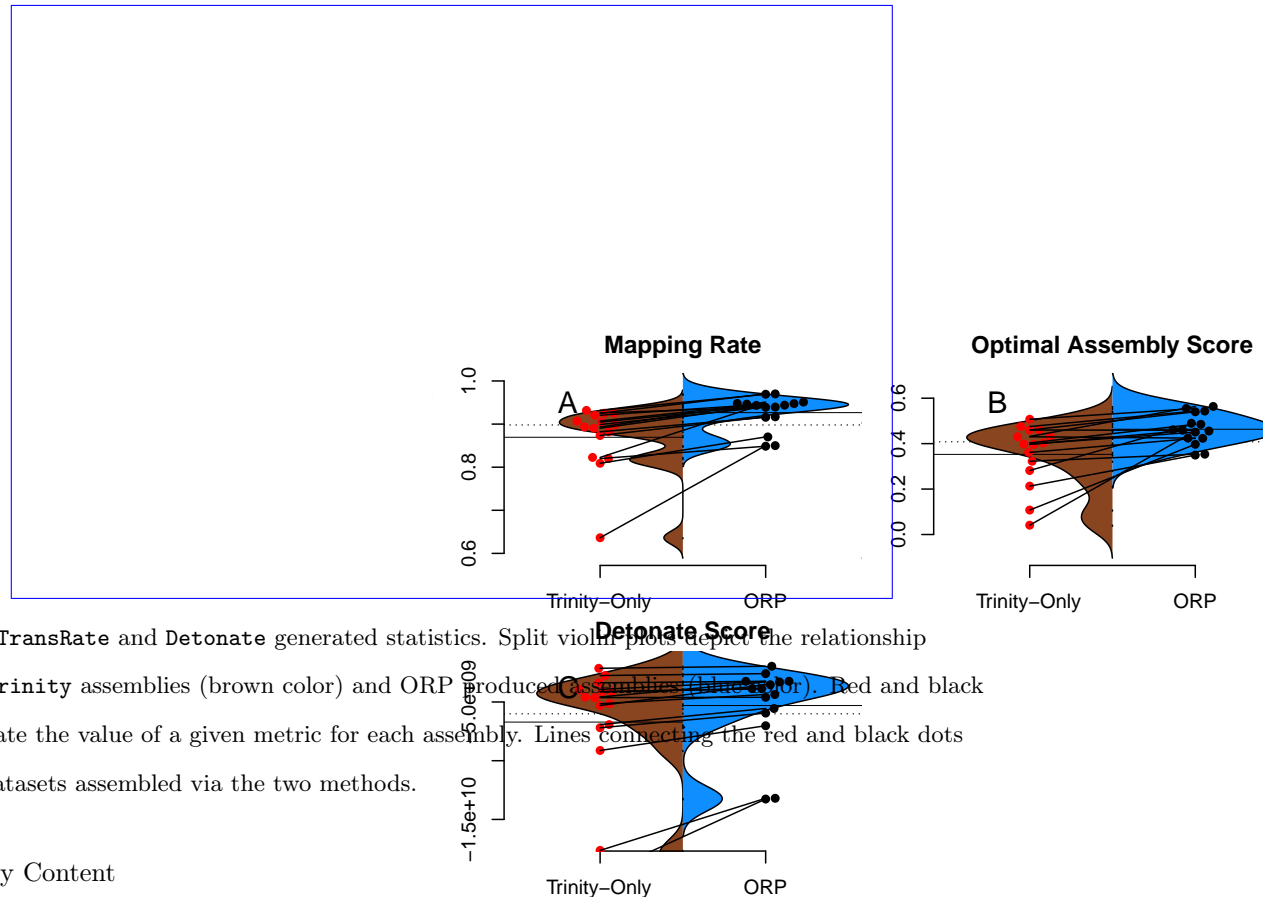 Mapping Rate
Optimal Assembly Score
A
1.0
0.8
0.6
Trinity−Only ORP
B
0.6
0.4
0.2
0.0
Trinity−Only ORP
Detonate Score
TransRate and Detonate generated statistics. Split violin plots depict the relationship
rinity assemblies (brown color) and ORP produced assemblies (blue color). Red and black
ate the value of a given metric for each assembly. Lines connecting the red and black dots
atasets assembled via the two methods.
C
−5.0e+09
−1.5e+10
Trinity−Only ORP
y Content